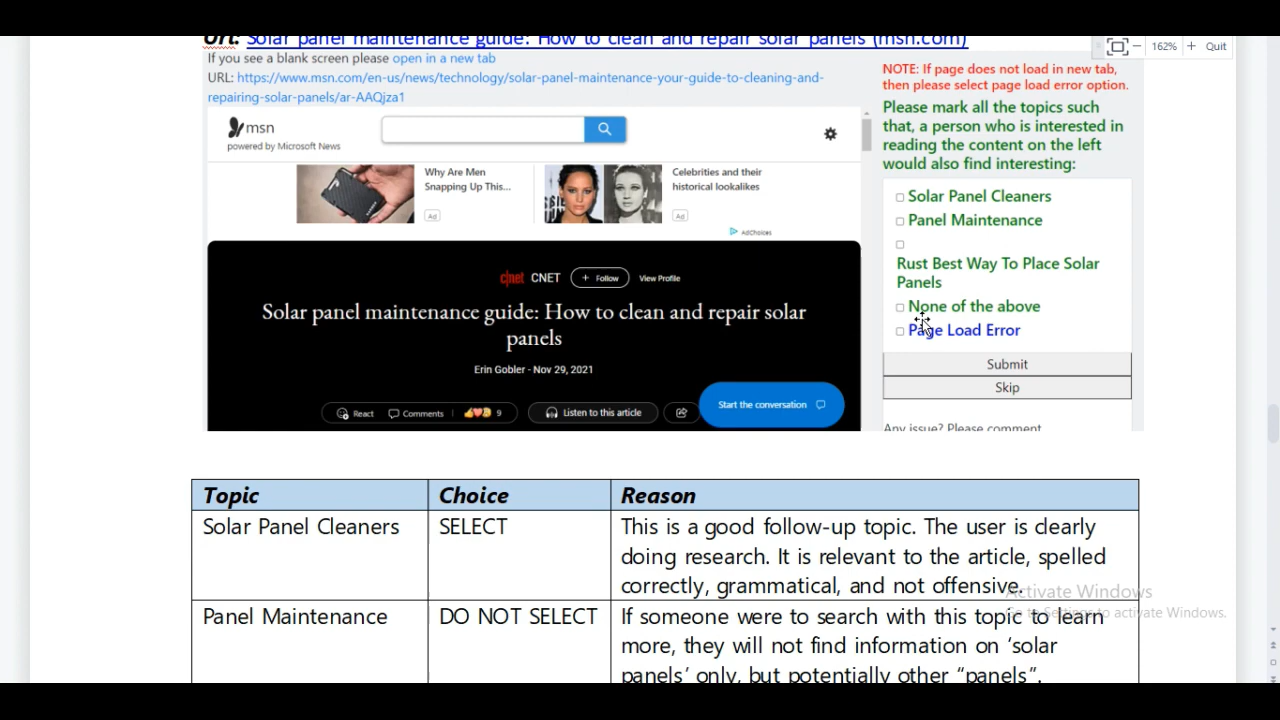 Url: Solar panel maintenance guide: How to clean and repair solar panels (msn.com)
162%
Quit
If you see a blank screen please open in a new tab
URL: https://www.msn.com/en-us/news/technology/solar-panel-maintenance-your-guide-to-cleaning-and-
repairing-solar-panels/ar-AAQjza1
msn
powered by Microsoft News
Why Are Men
Snapping Up This...
Ad
Celebrities and their
historical lookalikes
Ad
AdChoices
cnet CNET + Follow View Profile
Solar panel maintenance guide: How to clean and repair solar
panels
Erin Gobler - Nov 29, 2021
React Comments | 9 Listen to this article
Start the conversation
NOTE: If page does not load in new tab,
then please select page load error option.
Please mark all the topics such
that, a person who is interested in
reading the content on the left
would also find interesting:
Solar Panel Cleaners
Panel Maintenance
Rust Best Way To Place Solar
Panels
None of the above
Page Load Error
Submit
Skip
Any issue? Please comment
Topic Choice Reason
Solar Panel Cleaners SELECT This is a good follow-up topic. The user is clearly
doing research. It is relevant to the article, spelled
correctly, grammatical, and not offensive.
Panel Maintenance DO NOT SELECT If someone were to search with this topic to learn
more, they will not find information on ‘solar
panels’ only, but potentially other “panels”.
Activate Windows
Go to Settings to activate Windows.